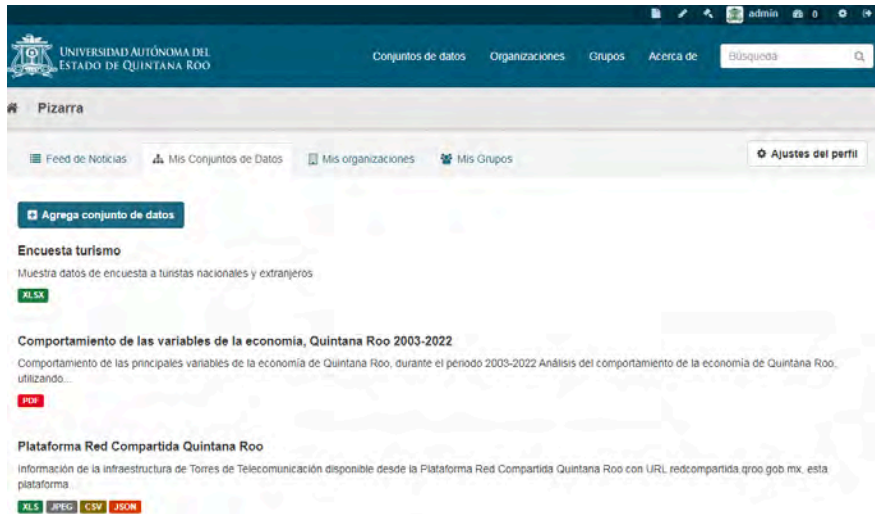 admin 0
UNIVERSIDAD AUTÓNOMA DEL
ESTADO DE QUINTANA ROO
Conjuntos de datos Organizaciones Grupos Acerca de Búsqueda
Pizarra
Feed de Noticias Mis Conjuntos de Datos Mis organizaciones Mis Grupos Ajustes del perfil
Agrega conjunto de datos
Encuesta turismo
Muestra datos de encuesta a turistas nacionales y extranjeros
XLSX
Comportamiento de las variables de la economía, Quintana Roo 2003-2022
Comportamiento de las principales variables de la economía de Quintana Roo, durante el periodo 2003-2022 Análisis del comportamiento de la economía de Quintana Roo,
utilizando...
PDF
Plataforma Red Compartida Quintana Roo
Información de la infraestructura de Torres de Telecomunicación disponible desde la Plataforma Red Compartida Quintana Roo con URL redcompartida.qroo.gob.mx, esta
plataforma...
XLS JPEG CSV JSON